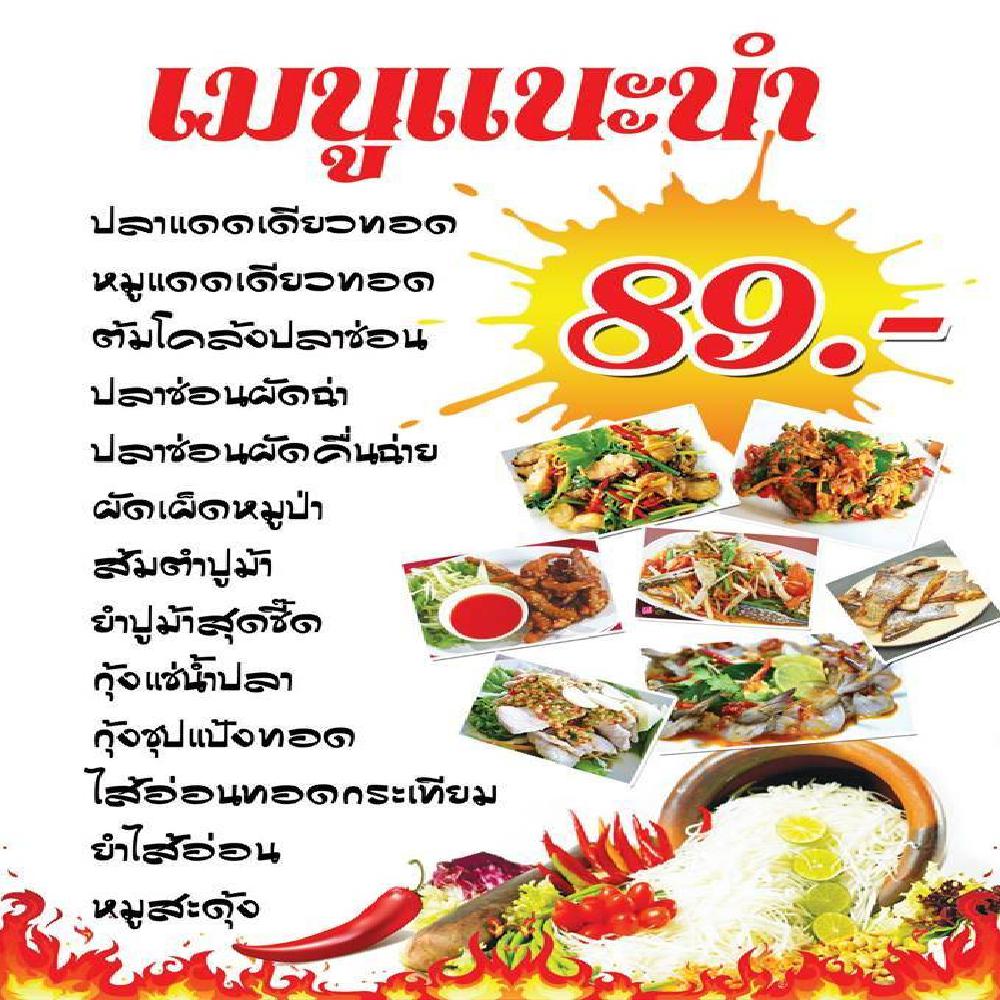 เมนูแนะนำ
ปลาแดดเดียวทอด
หมูแดดเดียวทอด
ต้มโคล้งปลาช่อน
ปลาช่อนผัดฉ่า
ปลาช่อนผัดคื่นฉ่าย
ผัดเผ็ดหมูป่า
ส้มตำปูม้า
ยำปูม้าสุดซี๊ด
กุ้งแช่น้ำปลา
กุ้งชุปแป้งทอด
ไส้อ่อนทอดกระเทียม
ยำไส้อ่อน
หมูสะดุ้ง
89.-